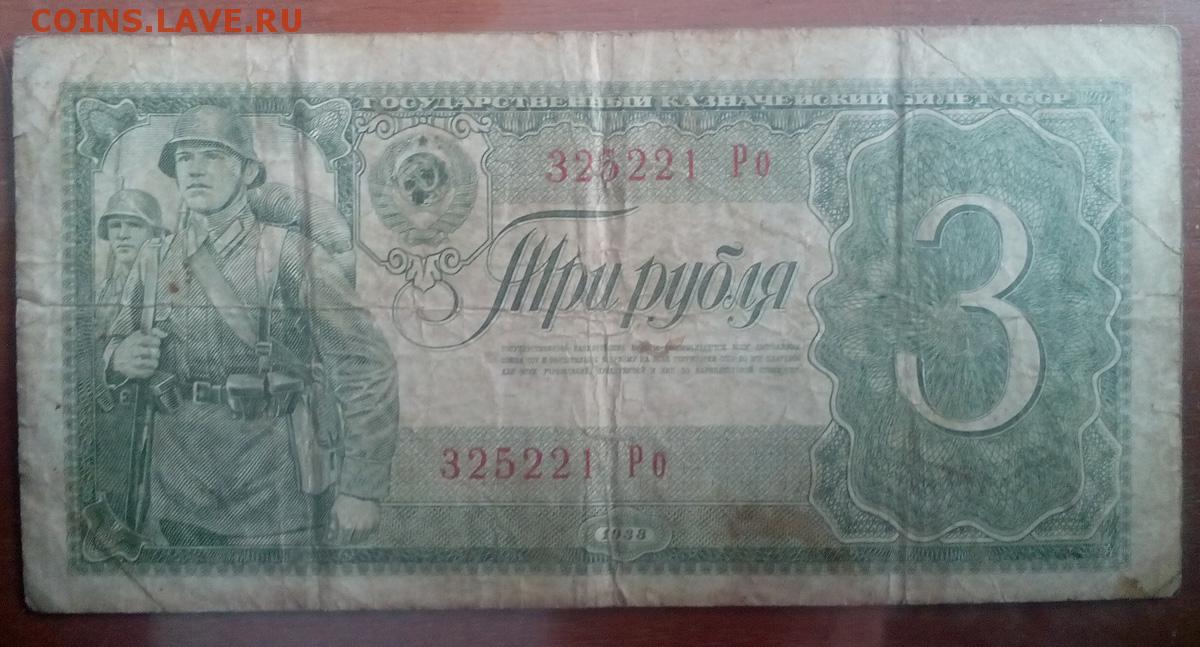 COINS.LAVE.RU
ГОСУДАРСТВЕННЫЙ КАЗНАЧЕЙСКИЙ БИЛЕТ СССР
325221 Ро
Три рубля
3
325221 Ро
1938